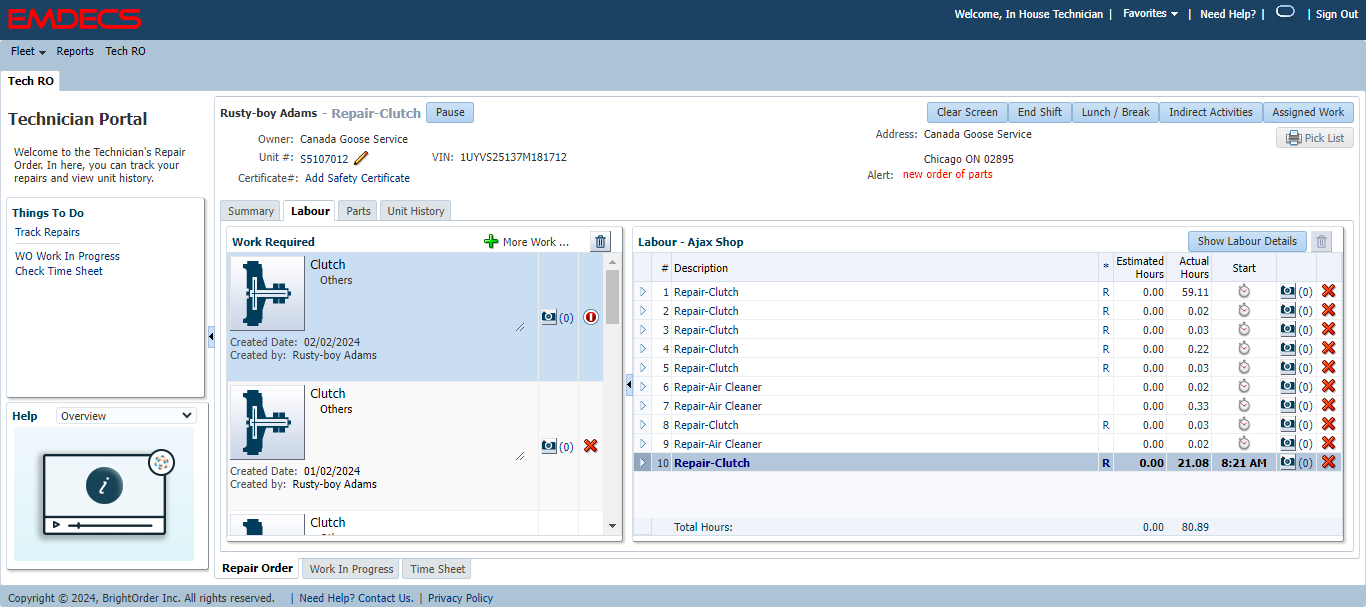 EMDECS
Welcome, In House Technician | Favorites | Need Help? | | Sign Out
Fleet Reports Tech RO
Tech RO
Technician Portal
Welcome to the Technician's Repair
Order. In here, you can track your
repairs and view unit history.
Things To Do
Track Repairs
WO Work In Progress
Check Time Sheet
Help Overview
i
Rusty-boy Adams - Repair-Clutch Pause
Clear Screen End Shift Lunch / Break Indirect Activities Assigned Work
Owner: Canada Goose Service
Unit #: S5107012 VIN: 1UYVS25137M181712
Certificate#: Add Safety Certificate
Address: Canada Goose Service
Pick List
Chicago ON 02895
Alert: new order of parts
Summary Labour Parts Unit History
Work Required More Work ...
Clutch
Others
(0)
Created Date: 02/02/2024
Created by: Rusty-boy Adams
Clutch
Others
(0)
Created Date: 01/02/2024
Created by: Rusty-boy Adams
Clutch
Labour - Ajax Shop Show Labour Details
# Description * Estimated Hours Actual Hours Start
1 Repair-Clutch R 0.00 59.11 (0)
2 Repair-Clutch R 0.00 0.02 (0)
3 Repair-Clutch R 0.00 0.03 (0)
4 Repair-Clutch R 0.00 0.22 (0)
5 Repair-Clutch R 0.00 0.03 (0)
6 Repair-Air Cleaner 0.00 0.02 (0)
7 Repair-Air Cleaner 0.00 0.33 (0)
8 Repair-Clutch R 0.00 0.03 (0)
9 Repair-Air Cleaner 0.00 0.02 (0)
10 Repair-Clutch R 0.00 21.08 8:21 AM (0)
Total Hours: 0.00 80.89
Repair Order Work In Progress Time Sheet
Copyright © 2024, BrightOrder Inc. All rights reserved. | Need Help? Contact Us. | Privacy Policy